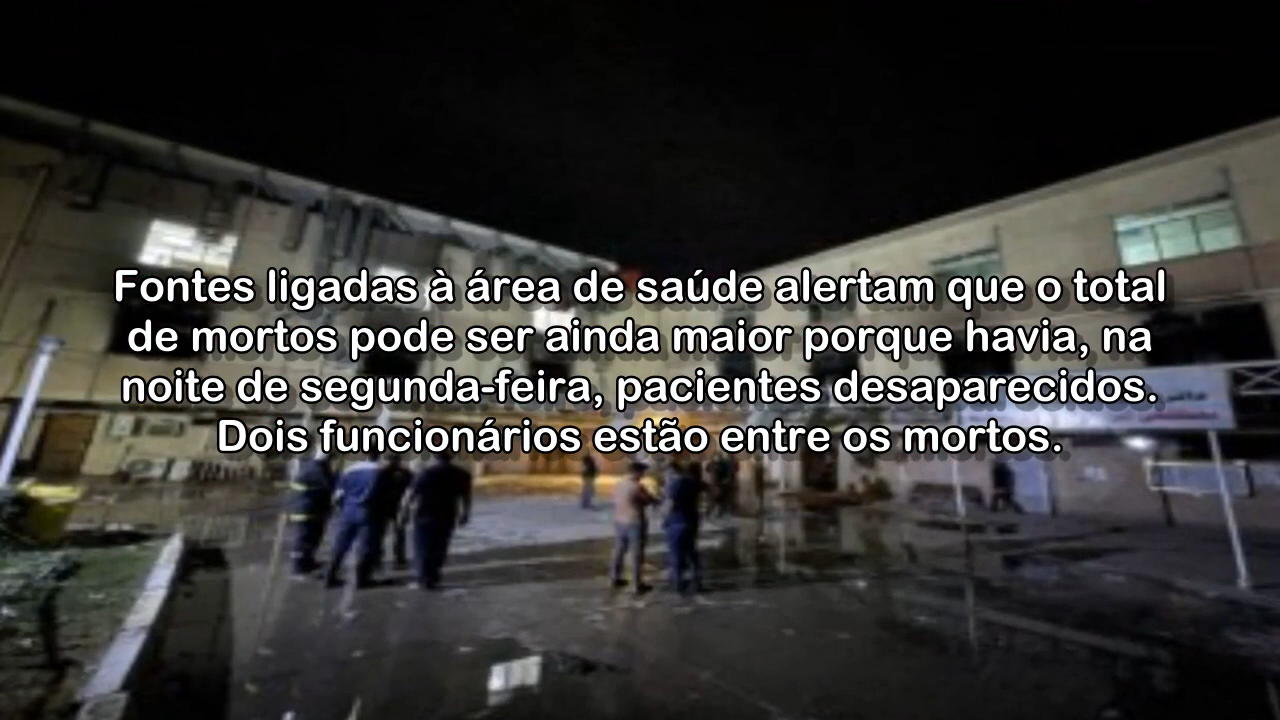 Fontes ligadas à área de saúde alertam que o total
de mortos pode ser ainda maior porque havia, na
noite de segunda-feira, pacientes desaparecidos.
Dois funcionários estão entre os mortos.